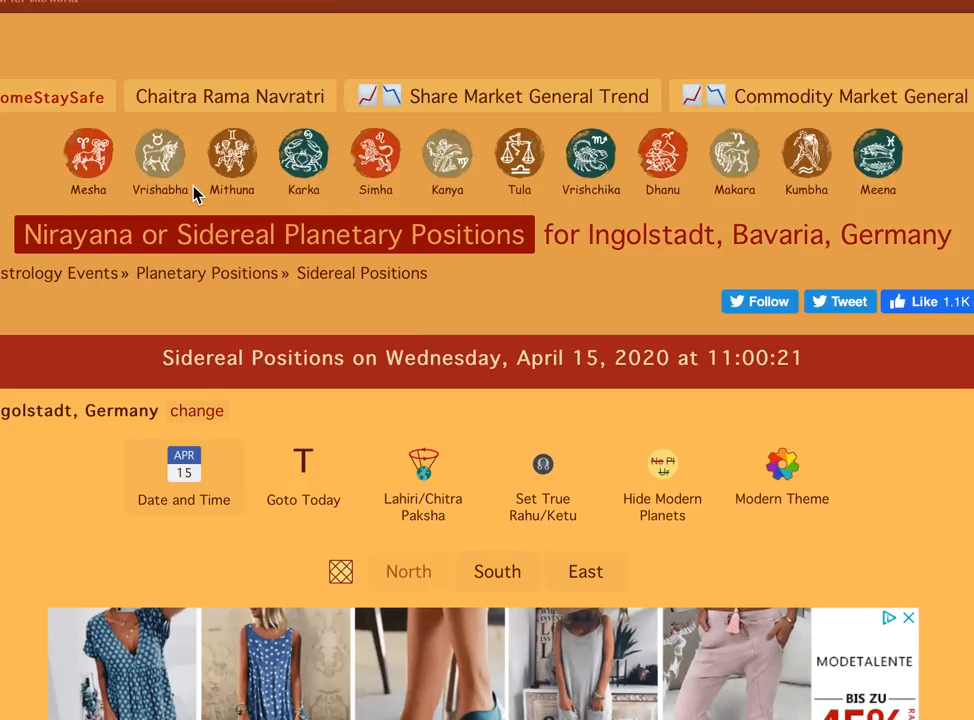 omeStaySafe Chaitra Rama Navratri Share Market General Trend Commodity Market General
Mesha Vrishabha Mithuna Karka Simha Kanya Tula Vrishchika Dhanu Makara Kumbha Meena
Nirayana or Sidereal Planetary Positions for Ingolstadt, Bavaria, Germany
strology Events» Planetary Positions» Sidereal Positions
Follow Tweet Like 1.1K
Sidereal Positions on Wednesday, April 15, 2020 at 11:00:21
golstadt, Germany change
APR
15
T
Ne Pl
Ur
Date and Time Goto Today Lahiri/Chitra Paksha Set True Rahu/Ketu Hide Modern Planets Modern Theme
North South East
MODETALENTE
BIS ZU
45%